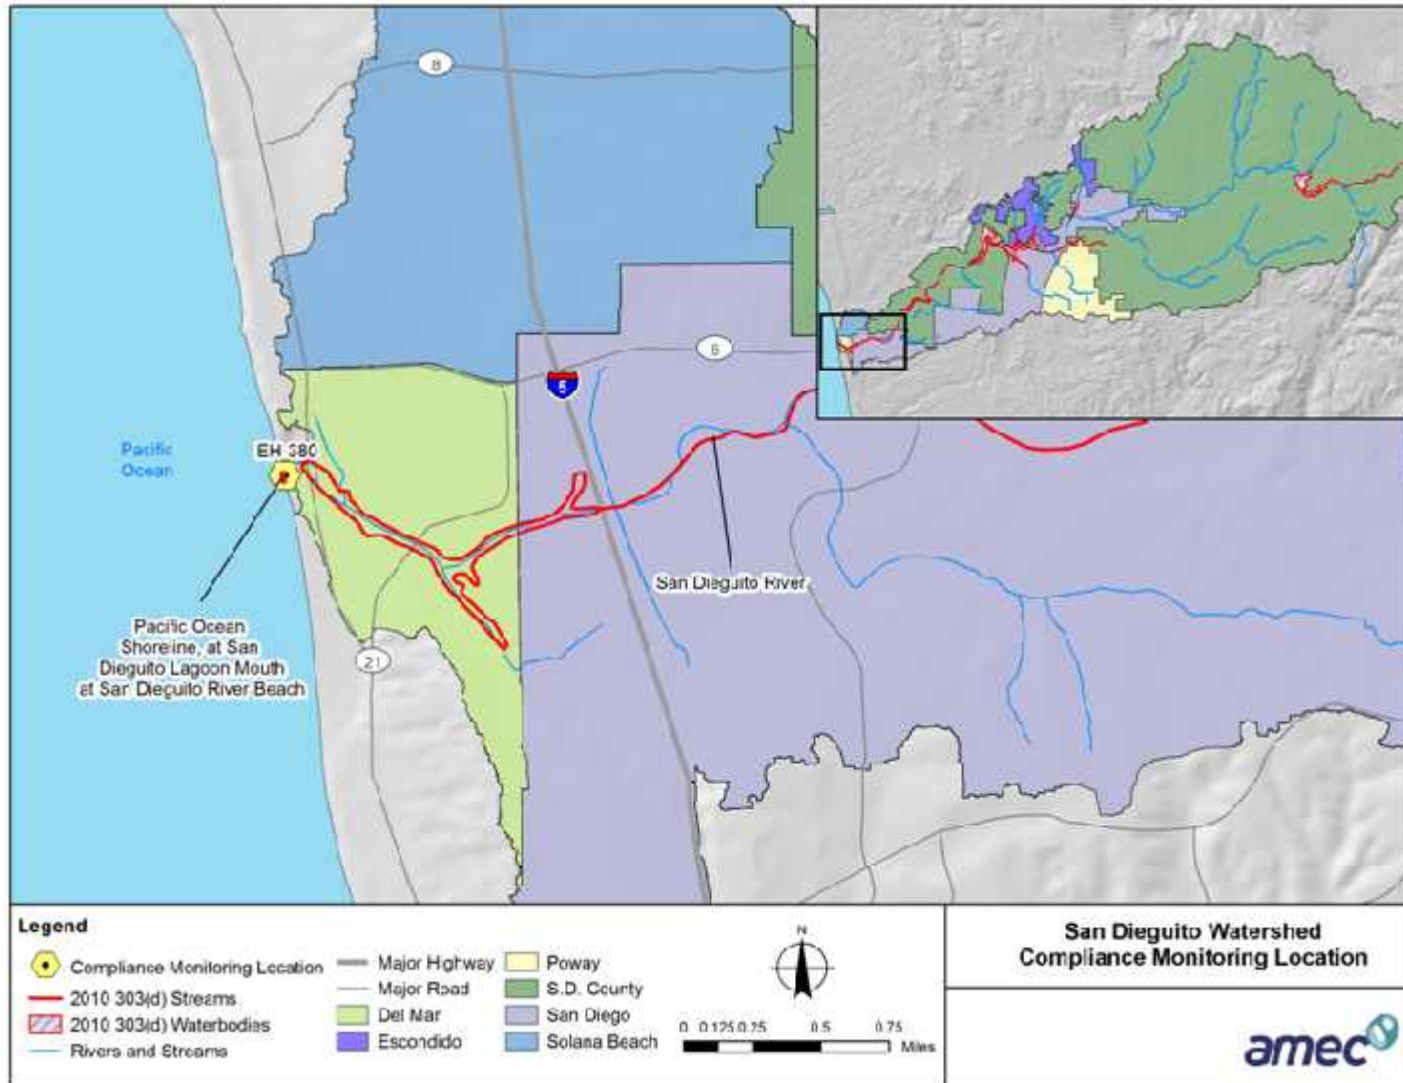 8
6
5
Pacific
Ocean
EH-380
San Dieguito River
Pacific Ocean
Shoreline, at San
Dieguito Lagoon Mouth
at San Dieguito River Beach
21
Legend
Compliance Monitoring Location
2010 303(d) Streams
2010 303(d) Waterbodies
Rivers and Streams
Major Highway
Major Road
Del Mar
Escondido
Poway
S.D. County
San Diego
Solana Beach
N
0 0.125 0.25 0.5 0.75
Miles
San Dieguito Watershed
Compliance Monitoring Location
amec